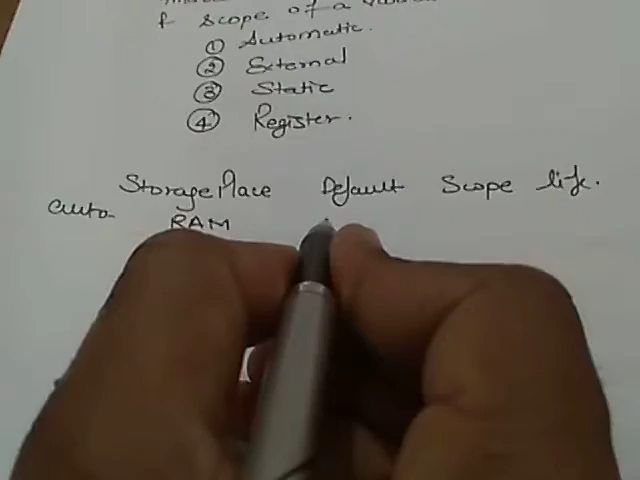 f scope of a
① Automatic.
② External
③ Static
④ Register.
Storage Place Default Scope life.
auto- RAM